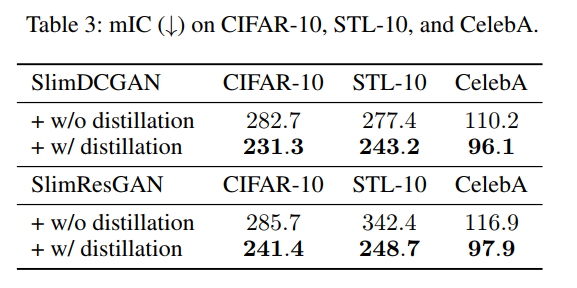 Table 3: mIC (↓) on CIFAR-10, STL-10, and CelebA.
SlimDCGAN CIFAR-10 STL-10 CelebA
+ w/o distillation 282.7 277.4 110.2
+ w/ distillation 231.3 243.2 96.1
SlimResGAN CIFAR-10 STL-10 CelebA
+ w/o distillation 285.7 342.4 116.9
+ w/ distillation 241.4 248.7 97.9